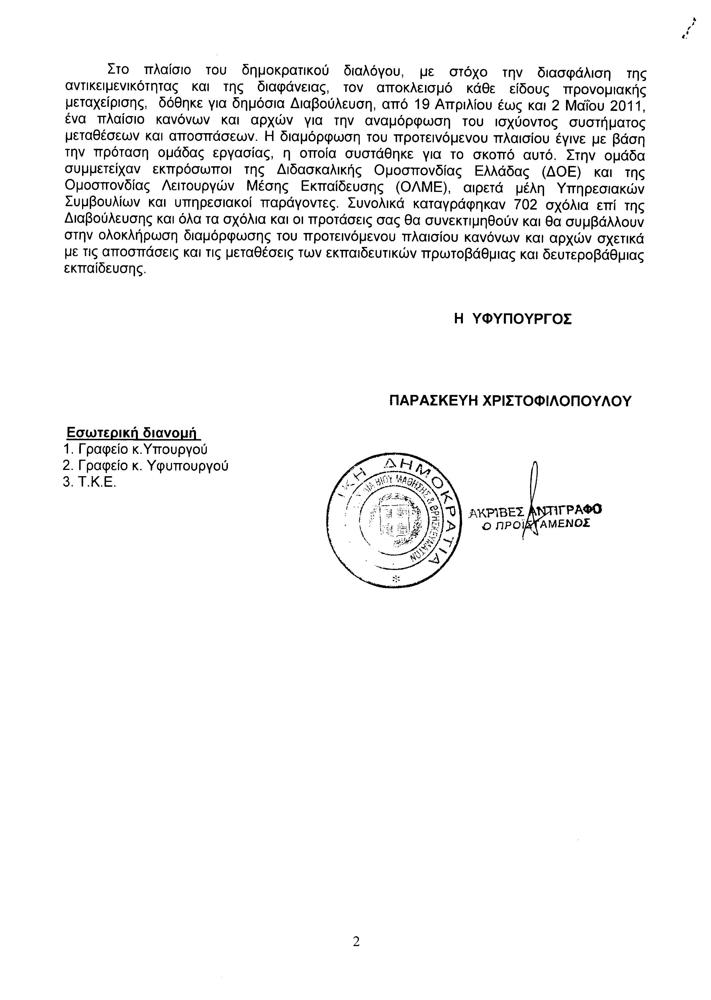 Στο πλαίσιο του δημοκρατικού διαλόγου, με στόχο την διασφάλιση της
αντικειμενικότητας και της διαφάνειας, τον αποκλεισμό κάθε είδους προνομιακής
μεταχείρισης, δόθηκε για δημόσια Διαβούλευση, από 19 Απριλίου έως και 2 Μαΐου 2011,
ένα πλαίσιο κανόνων και αρχών για την αναμόρφωση του ισχύοντος συστήματος
μεταθέσεων και αποσπάσεων. Η διαμόρφωση του προτεινόμενου πλαισίου έγινε με βάση
την πρόταση ομάδας εργασίας, η οποία συστάθηκε για το σκοπό αυτό. Στην ομάδα
συμμετείχαν εκπρόσωποι της Διδασκαλικής Ομοσπονδίας Ελλάδας (ΔΟΕ) και της
Ομοσπονδίας Λειτουργών Μέσης Εκπαίδευσης (ΟΛΜΕ), αιρετά μέλη Υπηρεσιακών
Συμβουλίων και υπηρεσιακοί παράγοντες. Συνολικά καταγράφηκαν 702 σχόλια επί της
Διαβούλευσης και όλα τα σχόλια και οι προτάσεις σας θα συνεκτιμηθούν και θα συμβάλλουν
στην ολοκλήρωση διαμόρφωσης του προτεινόμενου πλαισίου κανόνων και αρχών σχετικά
με τις αποσπάσεις και τις μεταθέσεις των εκπαιδευτικών πρωτοβάθμιας και δευτεροβάθμιας
εκπαίδευσης.
Η ΥΦΥΠΟΥΡΓΟΣ
ΠΑΡΑΣΚΕΥΗ ΧΡΙΣΤΟΦΙΛΟΠΟΥΛΟΥ
Εσωτερική διανομή
1. Γραφείο κ.Υπουργού
2. Γραφείο κ. Υφυπουργού
3. Τ.Κ.Ε.
ΙΚΗ ΔΗΜΟΚΡΑΤΙΑ
ΒΙΟΥ ΜΑΘΗΣΗΣ & ΘΡΗΣΚΕΥΜΑΤΩΝ
ΑΚΡΙΒΕΣ ΑΝΤΙΓΡΑΦΟ
Ο ΠΡΟΪΣΤΑΜΕΝΟΣ
2